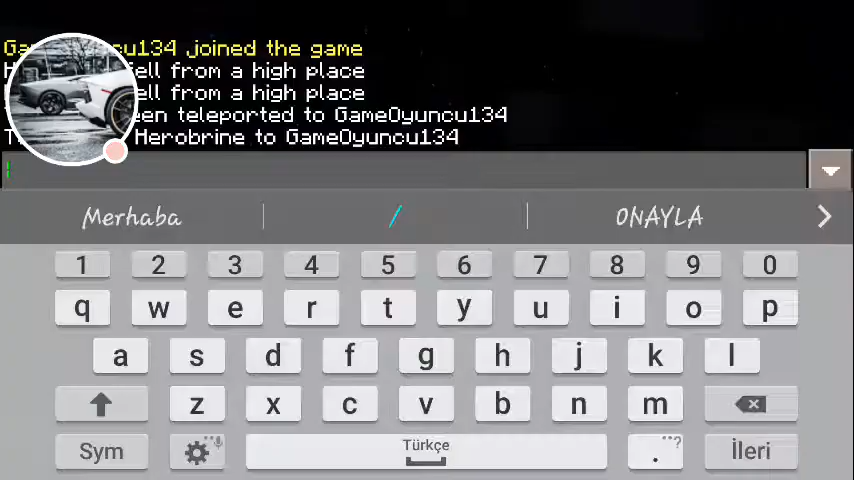 Ga cu134 joined the game
H ell from a high place
ell from a high place
een teleported to GameOyuncu134
T Herobrine to GameOyuncu134
Merhaba / ONAYLA
1 2 3 4 5 6 7 8 9 0
q w e r t y u i o p
a s d f g h j k l
z x c v b n m
Sym Türkçe . ...? İleri